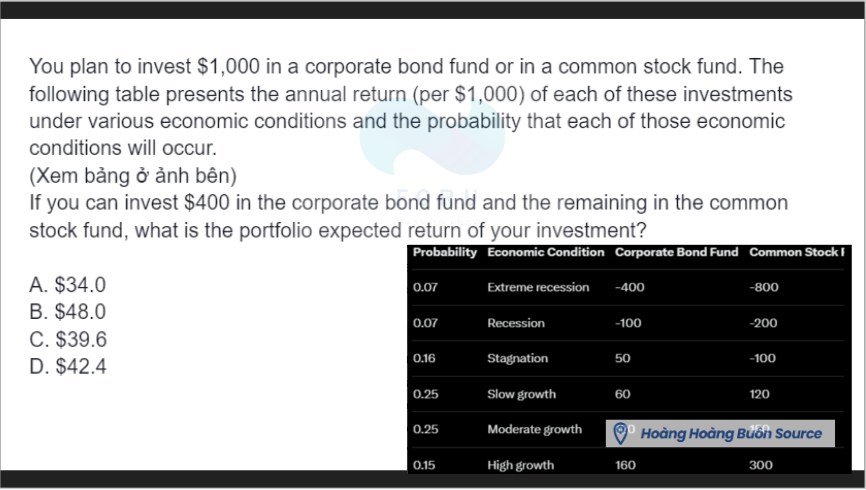 You plan to invest $1,000 in a corporate bond fund or in a common stock fund. The
following table presents the annual return (per $1,000) of each of these investments
under various economic conditions and the probability that each of those economic
conditions will occur.
(Xem bảng ở ảnh bên)
If you can invest $400 in the corporate bond fund and the remaining in the common
stock fund, what is the portfolio expected return of your investment?
A. $34.0
B. $48.0
C. $39.6
D. $42.4
Probability Economic Condition Corporate Bond Fund Common Stock
0.07 Extreme recession -400 -800
0.07 Recession -100 -200
0.16 Stagnation 50 -100
0.25 Slow growth 60 120
0.25 Moderate growth
Hoàng Hoàng Buôn Source
0.15 High growth 160 300